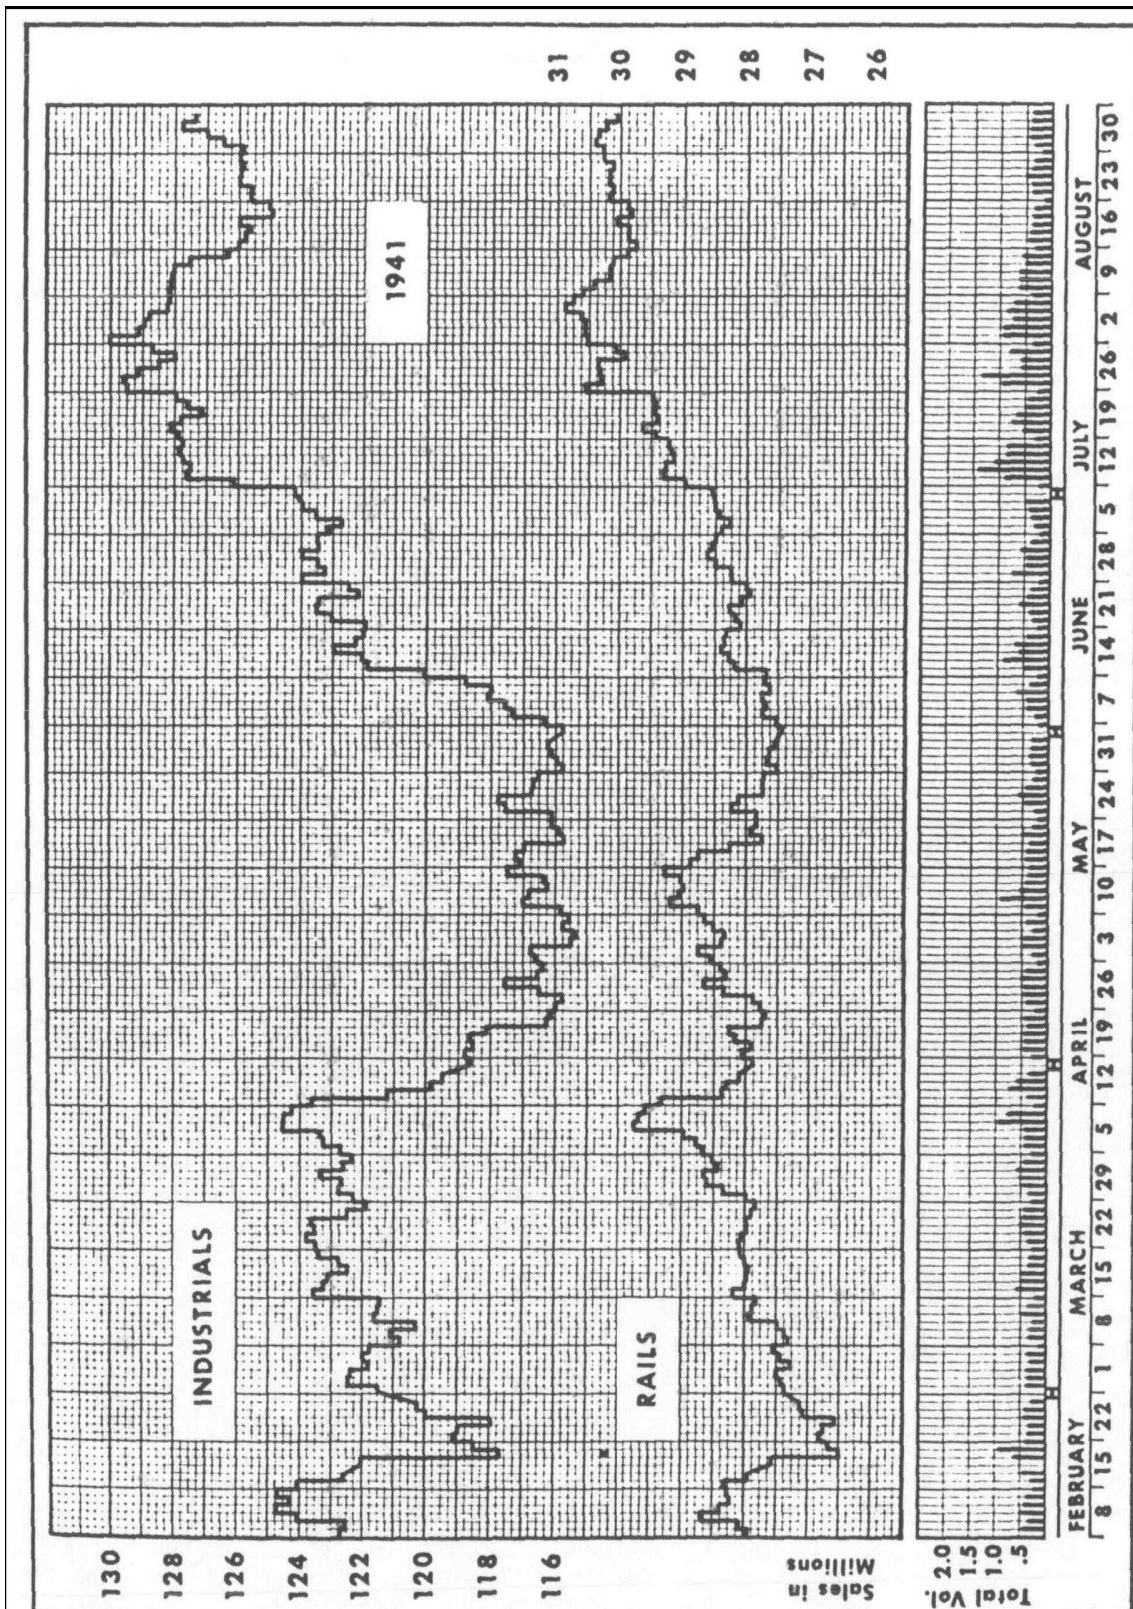 130
128
126
124
122
120
118
116
Sales in
Millions
2.0
1.5
1.0
.5
Total Vol.
INDUSTRIALS
RAILS
1941
31
30
29
28
27
26
H H H H
8 15 22 1 8 15 22 29 5 12 19 26 3 10 17 24 31 7 14 21 28 5 12 19 26 2 9 16 23 30
FEBRUARY MARCH APRIL MAY JUNE JULY AUGUST